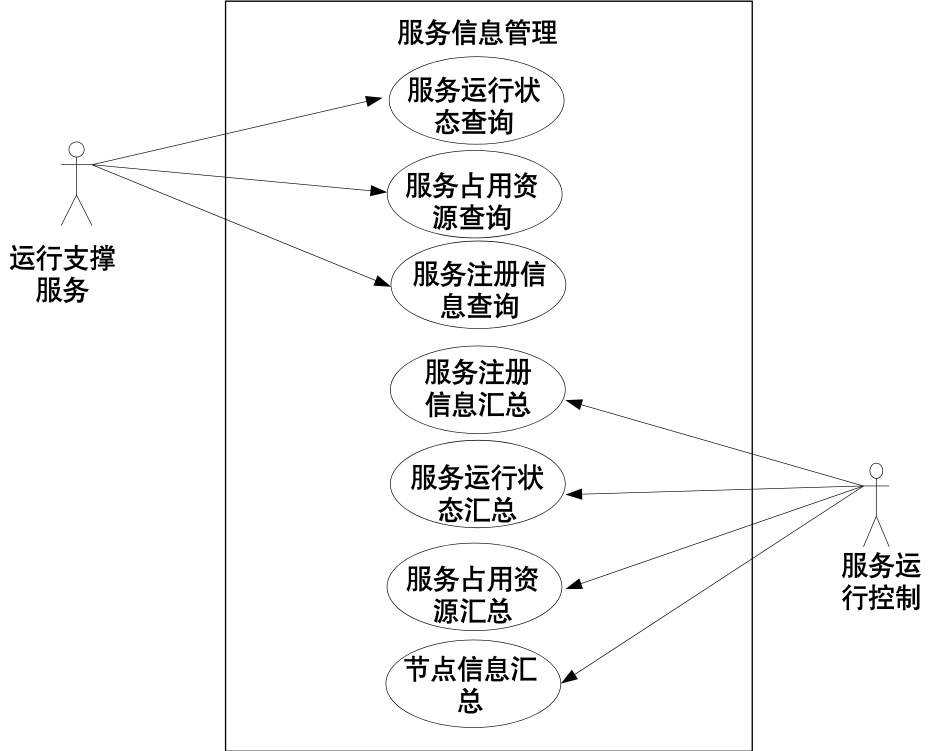 服务信息管理
服务运行状
态查询
服务占用资
源查询
服务注册信
息查询
运行支撑
服务
服务注册
信息汇总
服务运行状
态汇总
服务占用资
源汇总
节点信息汇
总
服务运
行控制